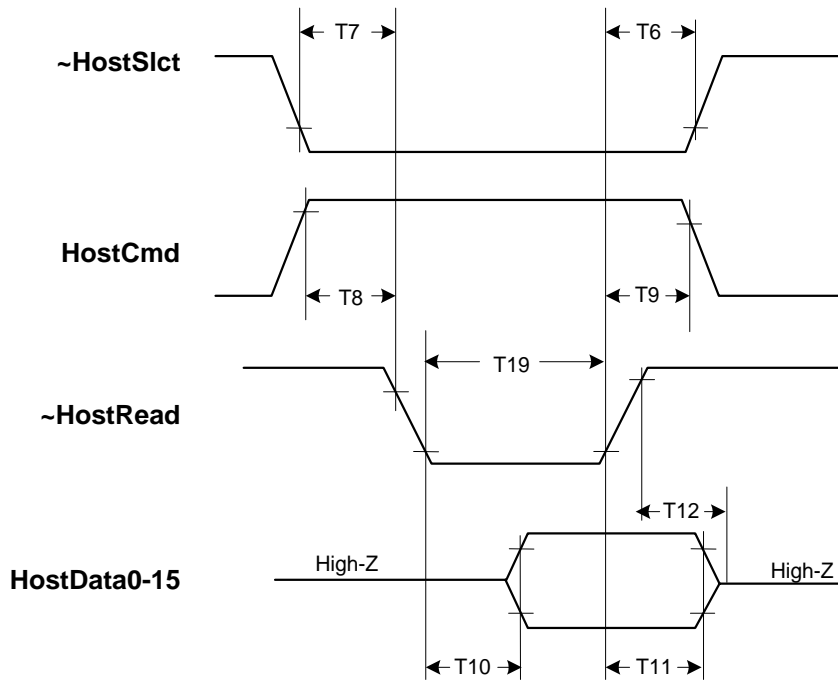 T7
T6
~HostSlct
HostCmd
T8
T9
T19
~HostRead
T12
High-Z
High-Z
HostData0-15
T10
T11